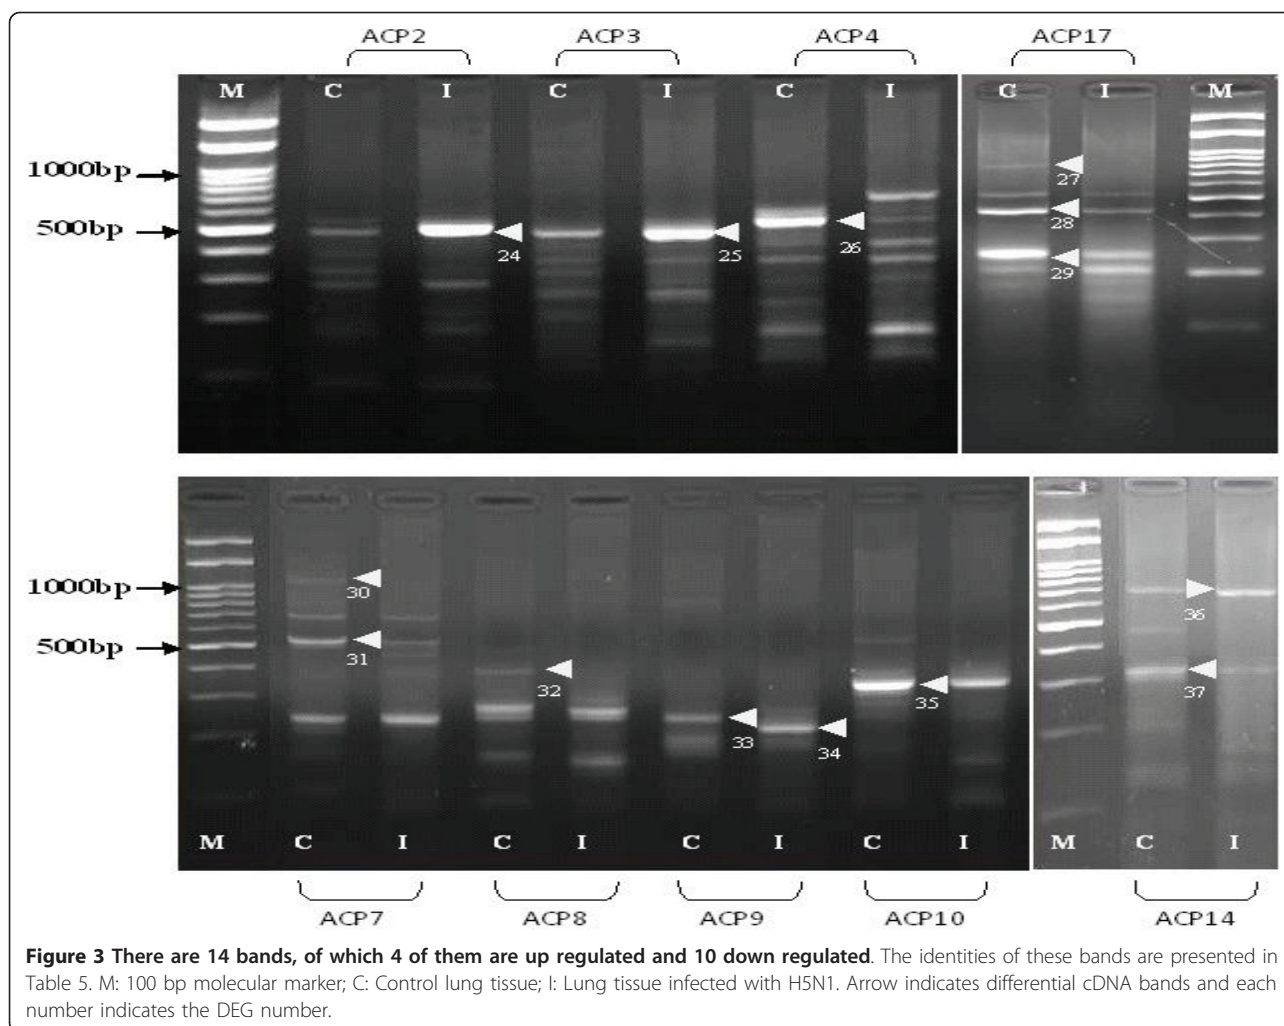 ACP2 ACP3 ACP4 ACP17
M C I C I C I C I M
1000bp
500bp
24 25 26 27
28
29
1000bp
500bp
30
31
32
33 34
35
36
37
M C I C I C I C I M C I
ACP7 ACP8 ACP9 ACP10 ACP14
Figure 3 There are 14 bands, of which 4 of them are up regulated and 10 down regulated. The identities of these bands are presented in
Table 5. M: 100 bp molecular marker; C: Control lung tissue; I: Lung tissue infected with H5N1. Arrow indicates differential cDNA bands and each
number indicates the DEG number.